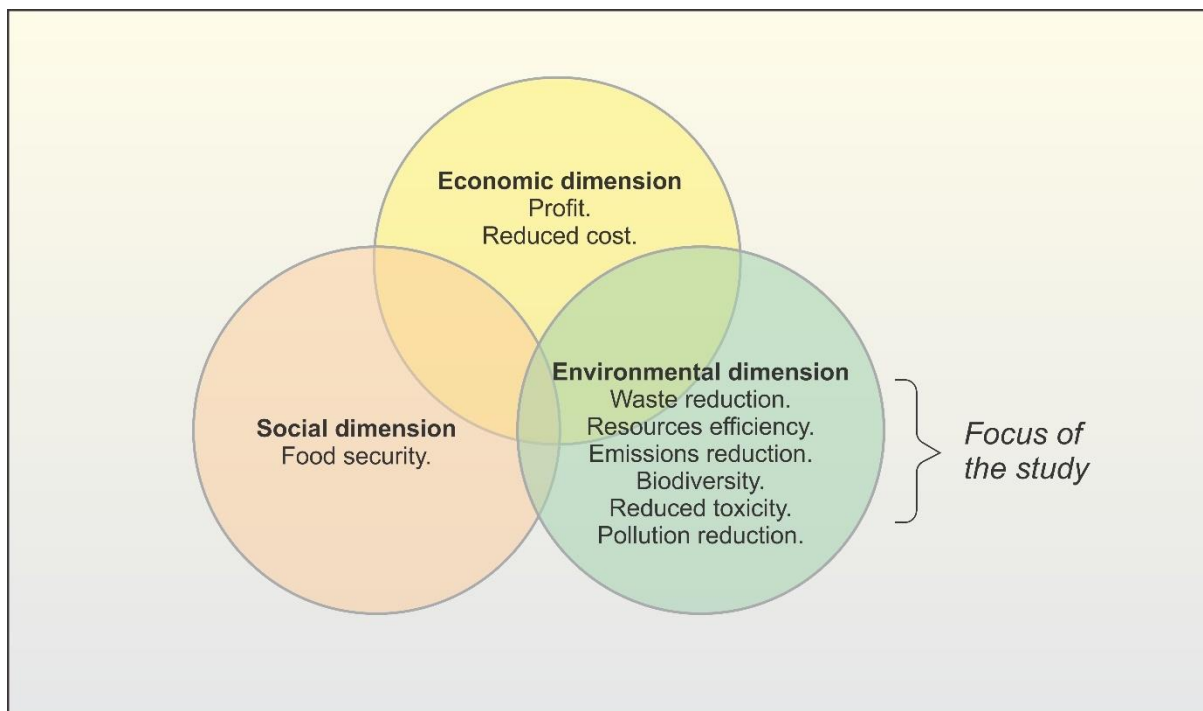 Economic dimension
Profit.
Reduced cost.
Social dimension
Food security.
Environmental dimension
Waste reduction.
Resources efficiency.
Emissions reduction.
Biodiversity.
Reduced toxicity.
Pollution reduction.
Focus of
the study